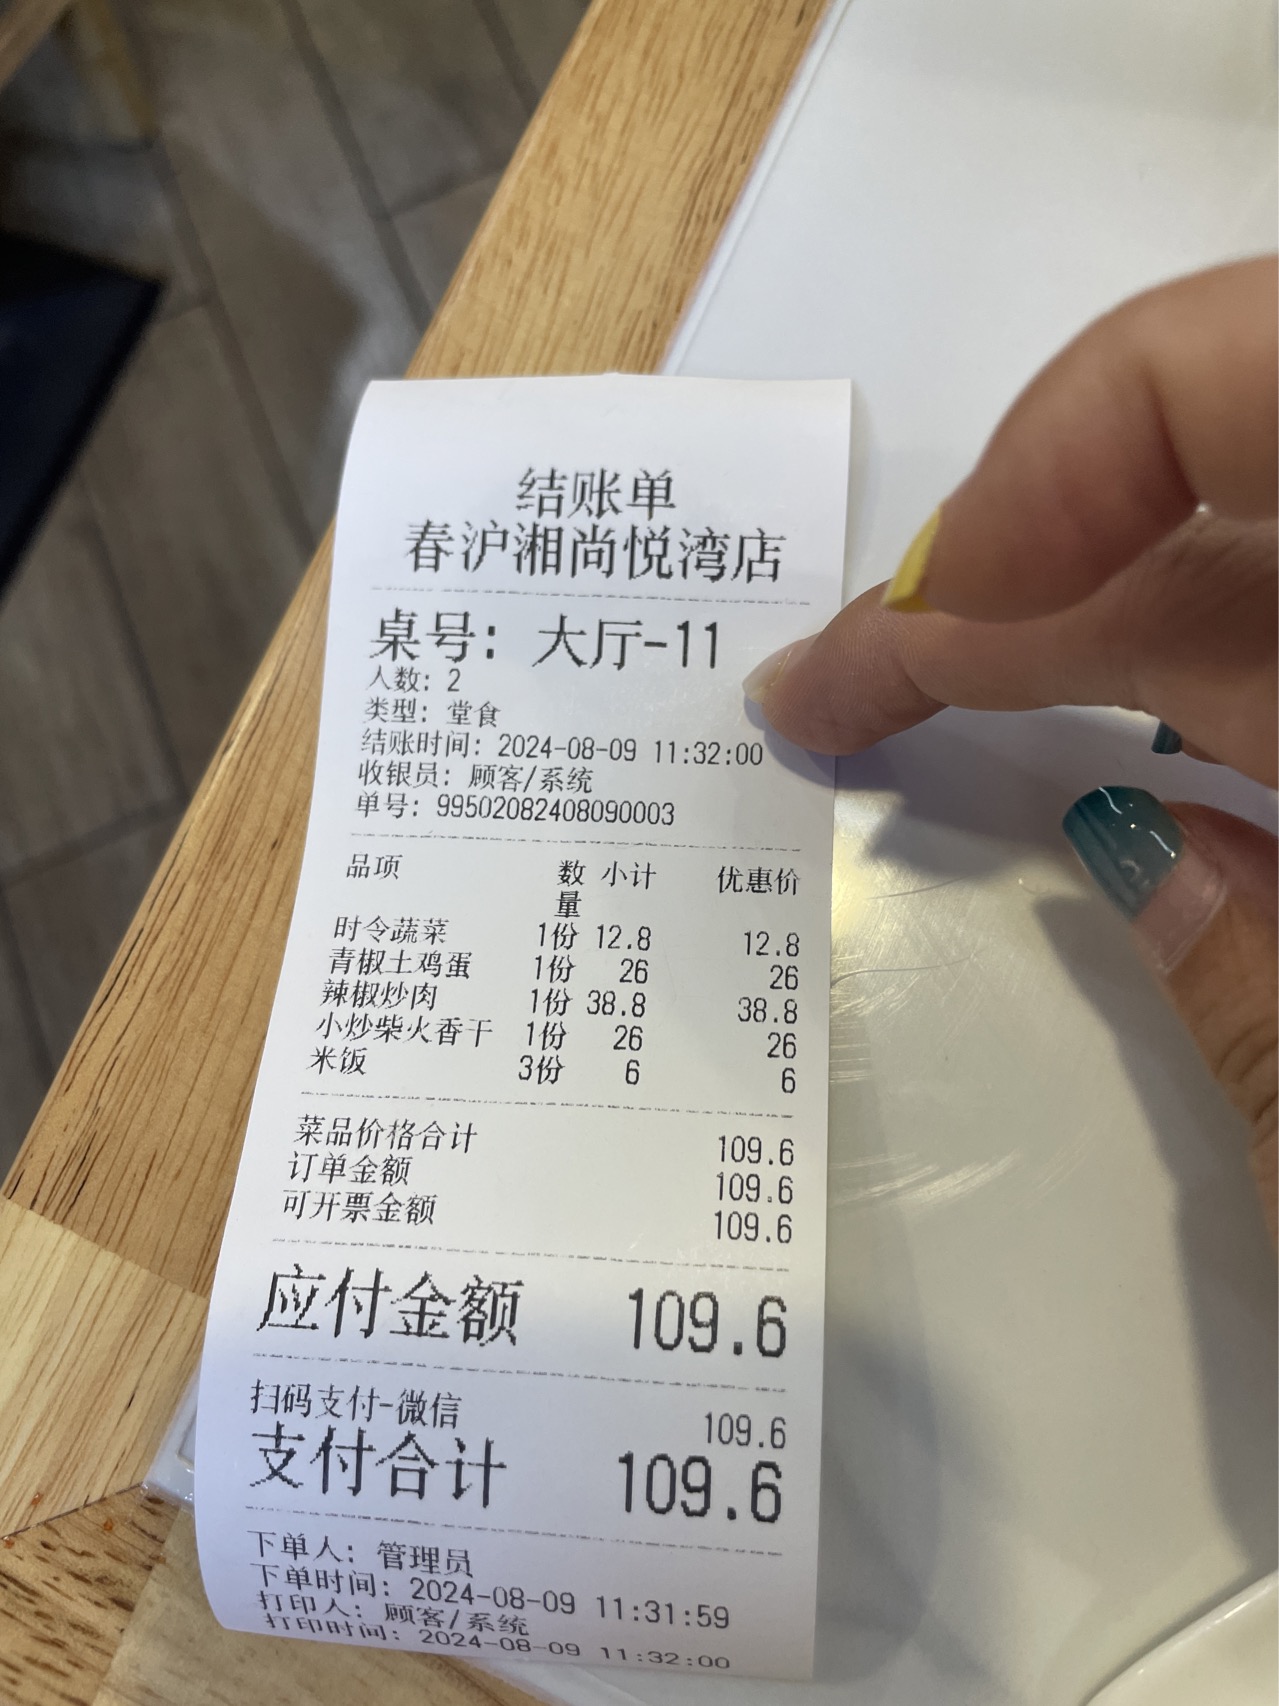 结账单
春沪湘尚悦湾店
桌号：大厅-11
人数：2
类型：堂食
结账时间：2024-08-09 11:32:00
收银员：顾客/系统
单号：99502082408090003
品项 数量 小计 优惠价
时令蔬菜 1份 12.8 12.8
青椒土鸡蛋 1份 26 26
辣椒炒肉 1份 38.8 38.8
小炒柴火香干 1份 26 26
米饭 3份 6 6
菜品价格合计 109.6
订单金额 109.6
可开票金额 109.6
应付金额 109.6
扫码支付-微信 109.6
支付合计 109.6
下单人：管理员
下单时间：2024-08-09 11:31:59
打印人：顾客/系统
打印时间：2024-08-09 11:32:00